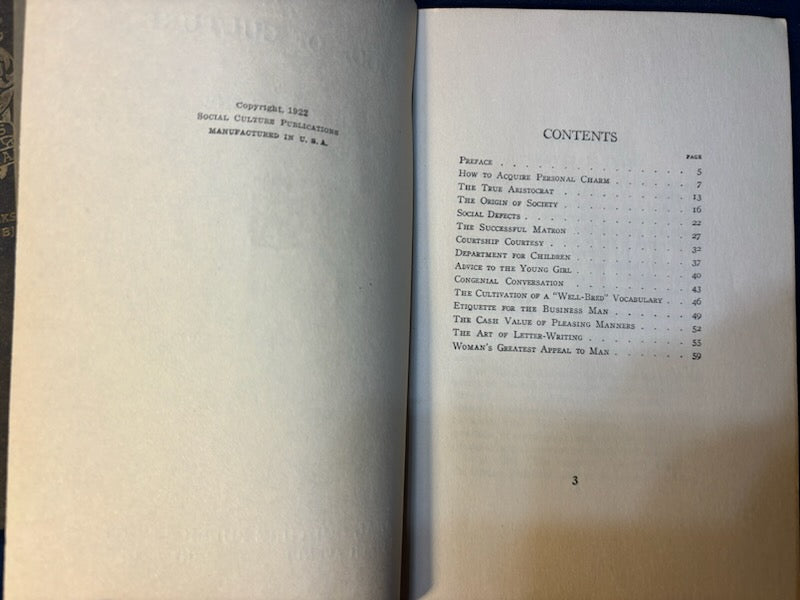 Copyright, 1922
SOCIAL CULTURE PUBLICATIONS
MANUFACTURED IN U. S. A.
CONTENTS
PAGE
PREFACE . . . . . . . . . . . . . . . 5
HOW TO ACQUIRE PERSONAL CHARM . . . . . . 7
THE TRUE ARISTOCRAT . . . . . . . . . . 13
THE ORIGIN OF SOCIETY . . . . . . . . . 16
SOCIAL DEFECTS . . . . . . . . . . . . 22
THE SUCCESSFUL MATRON . . . . . . . . . 27
COURTSHIP COURTESY . . . . . . . . . . 32
DEPARTMENT FOR CHILDREN . . . . . . . . 37
ADVICE TO THE YOUNG GIRL . . . . . . . . 40
CONGENIAL CONVERSATION . . . . . . . . 43
THE CULTIVATION OF A "WELL-BRED" VOCABULARY . . 46
ETIQUETTE FOR THE BUSINESS MAN . . . . . . 49
THE CASH VALUE OF PLEASING MANNERS . . . . 52
THE ART OF LETTER-WRITING . . . . . . . 55
WOMAN'S GREATEST APPEAL TO MAN . . . . . . 59
3